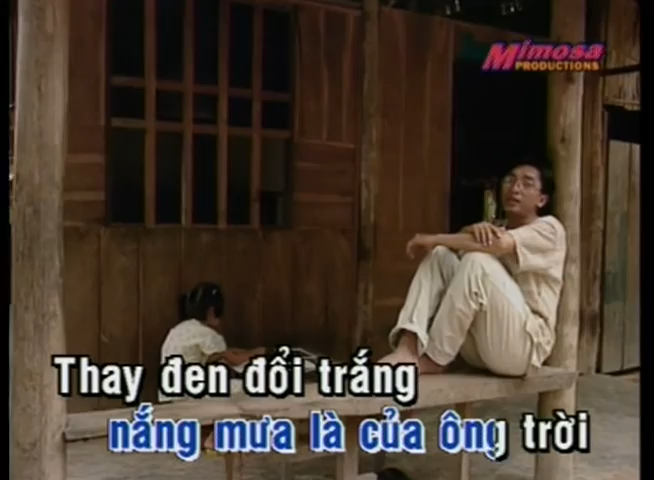 Mimosa
PRODUCTIONS
Thay đen đổi trắng
nắng mưa là của ông trời